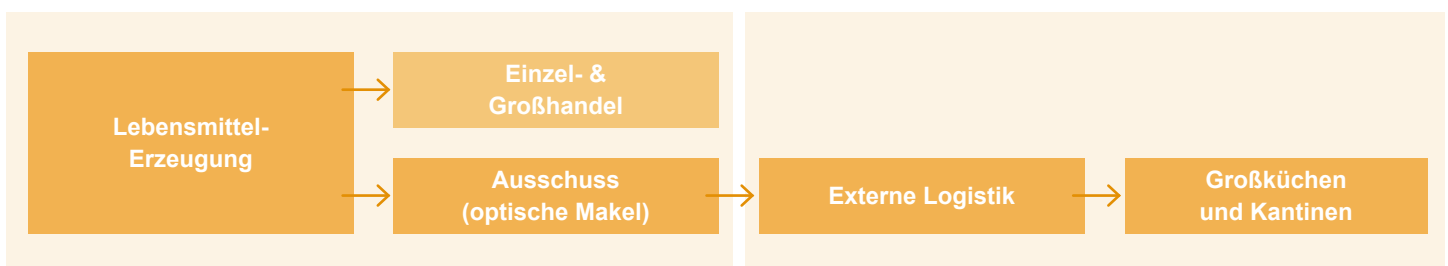 Lebensmittel-
Erzeugung
Einzel- &
Großhandel
Ausschuss
(optische Makel)
Externe Logistik
Großküchen
und Kantinen